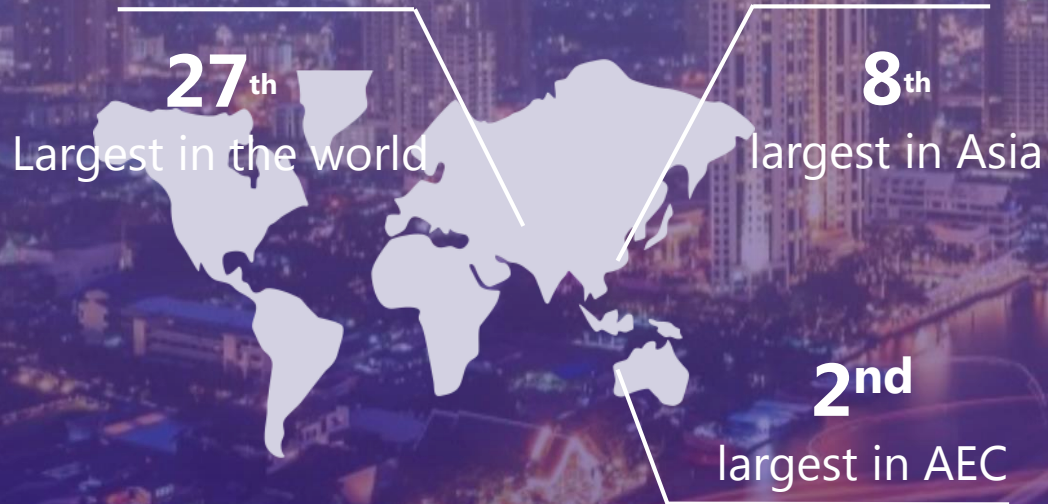 27th
Largest in the world
8th
largest in Asia
2nd
largest in AEC